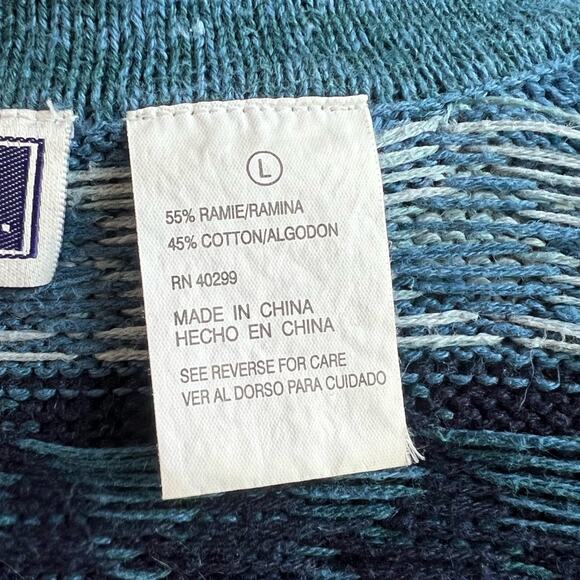 L
55% RAMIE/RAMINA
45% COTTON/ALGODON
RN 40299
MADE IN CHINA
HECHO EN CHINA
SEE REVERSE FOR CARE
VER AL DORSO PARA CUIDADO